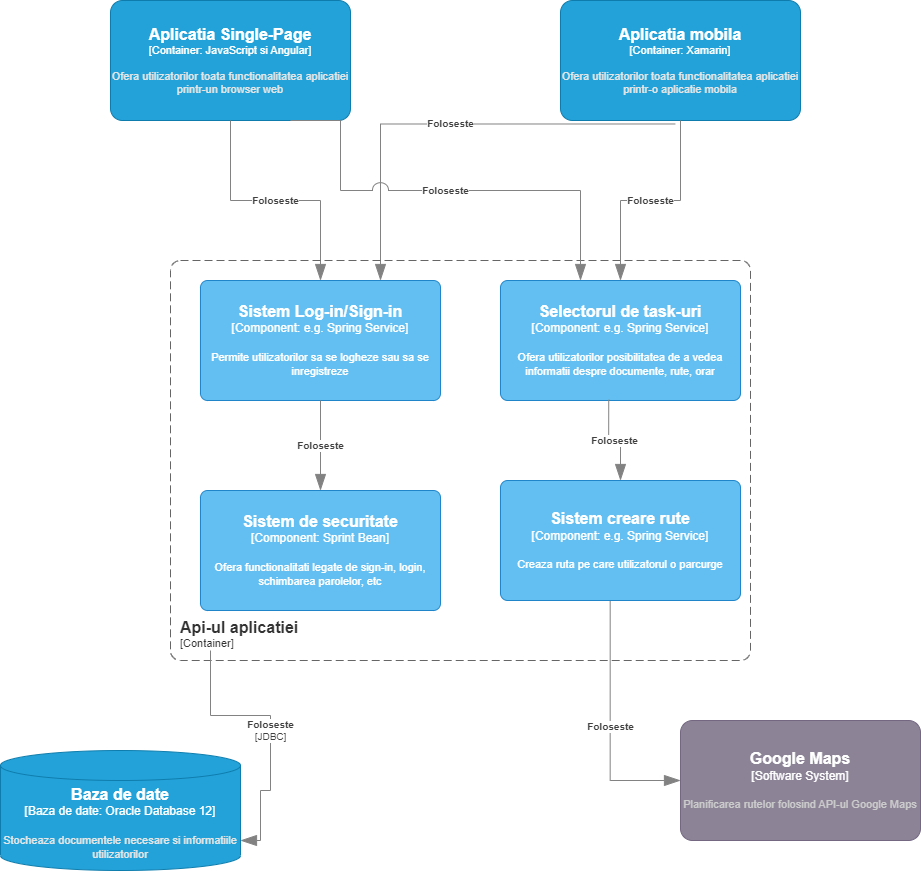 Aplicatia Single-Page
[Container: JavaScript si Angular]
Ofera utilizatorilor toata functionalitatea aplicatiei
printr-un browser web
Aplicatia mobila
[Container: Xamarin]
Ofera utilizatorilor toata functionalitatea aplicatiei
printr-o aplicatie mobila
Foloseste
Foloseste
Foloseste
Foloseste
Sistem Log-in/Sign-in
[Component: e.g. Spring Service]
Permite utilizatorilor sa se logheze sau sa se
inregistreze
Selectorul de task-uri
[Component: e.g. Spring Service]
Ofera utilizatorilor posibilitatea de a vedea
informatii despre documente, rute, orar
Foloseste
Foloseste
Sistem de securitate
[Component: Sprint Bean]
Ofera functionalitati legate de sign-in, login,
schimbarea parolelor, etc
Sistem creare rute
[Component: e.g. Spring Service]
Creaza ruta pe care utilizatorul o parcurge
Api-ul aplicatiei
[Container]
Foloseste
[JDBC]
Foloseste
Baza de date
[Baza de date: Oracle Database 12]
Stocheaza documentele necesare si informatiile
utilizatorilor
Google Maps
[Software System]
Planificarea rutelor folosind API-ul Google Maps